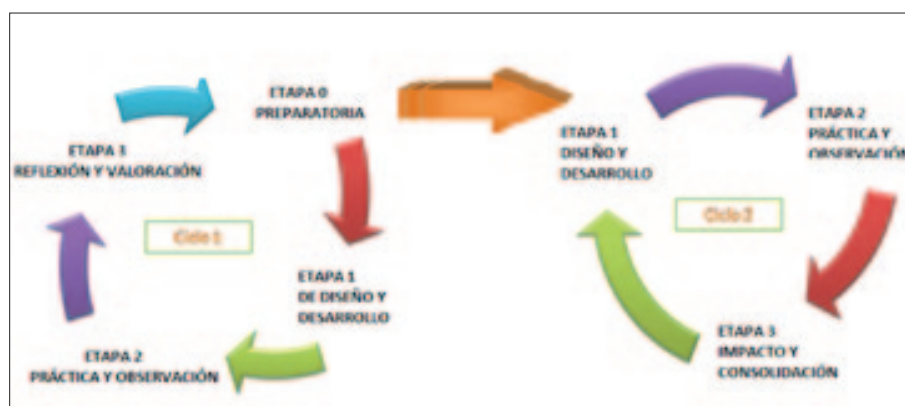 ETAPA 0
PREPARATORIA
ETAPA 3
REFLEXIÓN Y VALORACIÓN
Ciclo 1
ETAPA 1
DE DISEÑO Y
DESARROLLO
ETAPA 2
PRÁCTICA Y OBSERVACIÓN
ETAPA 1
DISEÑO Y
DESARROLLO
ETAPA 2
PRÁCTICA Y
OBSERVACIÓN
Ciclo 2
ETAPA 3
IMPACTO Y
CONSOLIDACIÓN